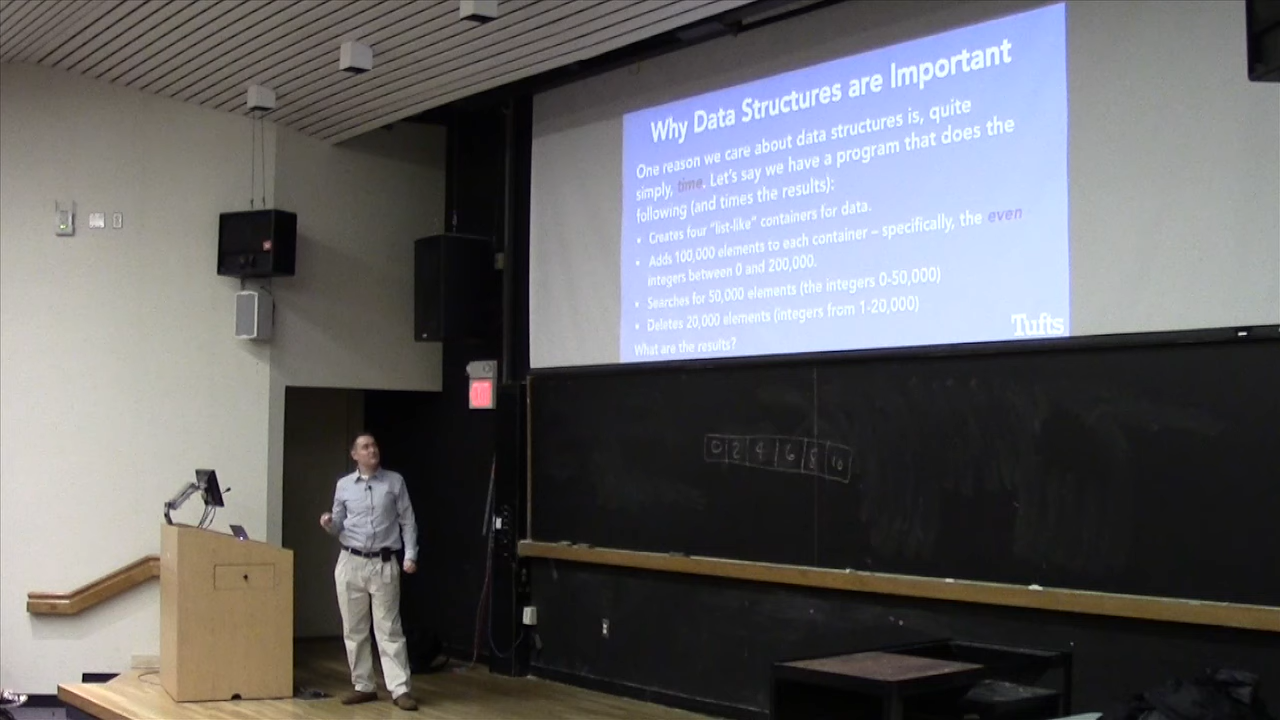 Why Data Structures are Important
One reason we care about data structures is, quite
simply, time. Let's say we have a program that does the
following (and times the results):
• Creates four "list-like" containers for data.
• Adds 100,000 elements to each container – specifically, the even
integers between 0 and 200,000.
• Searches for 50,000 elements (the integers 0-50,000)
• Deletes 20,000 elements (integers from 1-20,000)
What are the results?
Tufts
0 2 4 6 8 10